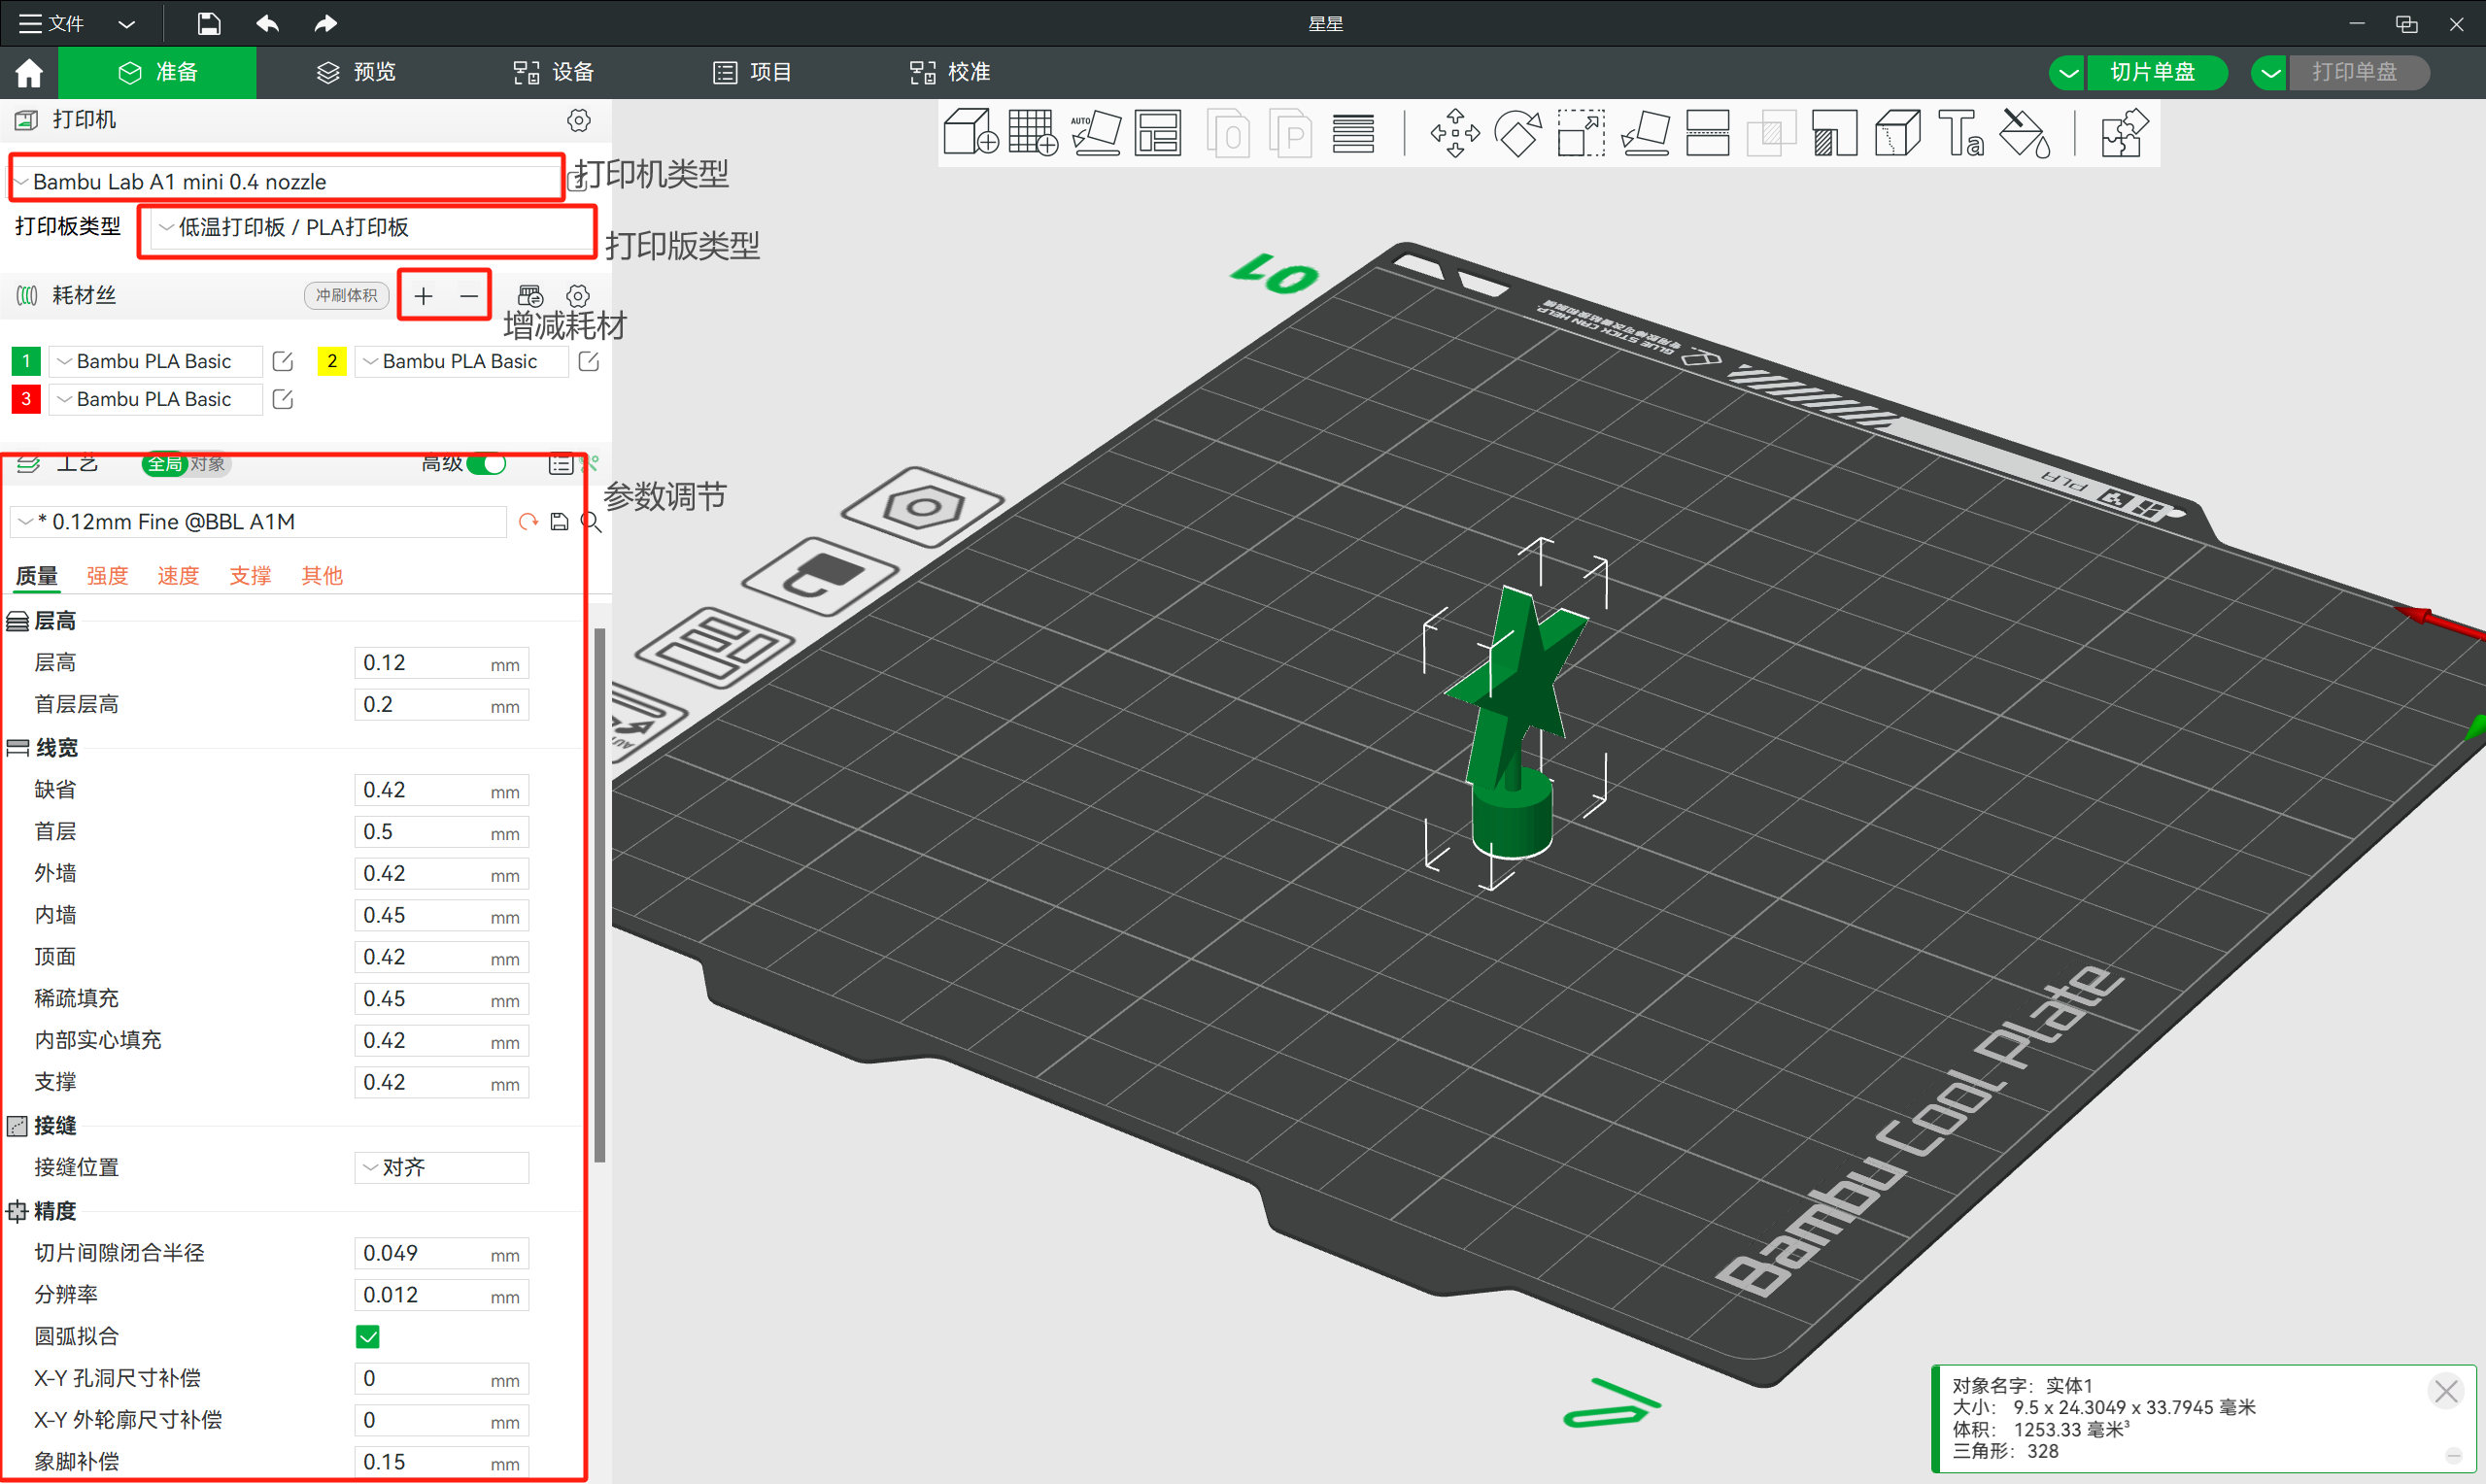 文件
星星
准备
预览
设备
项目
校准
切片单盘
打印单盘
打印机
Bambu Lab A1 mini 0.4 nozzle
打印机类型
打印板类型
低温打印板 / PLA打印板
打印版类型
耗材丝
冲刷体积
增减耗材
1 Bambu PLA Basic
2 Bambu PLA Basic
3 Bambu PLA Basic
工艺
全局 对象
高级
参数调节
* 0.12mm Fine @BBL A1M
质量 强度 速度 支撑 其他
层高
层高 0.12 mm
首层层高 0.2 mm
线宽
缺省 0.42 mm
首层 0.5 mm
外墙 0.42 mm
内墙 0.45 mm
顶面 0.42 mm
稀疏填充 0.45 mm
内部实心填充 0.42 mm
支撑 0.42 mm
接缝
接缝位置 对齐
精度
切片间隙闭合半径 0.049 mm
分辨率 0.012 mm
圆弧拟合
X-Y 孔洞尺寸补偿 0 mm
X-Y 外轮廓尺寸补偿 0 mm
象脚补偿 0.15 mm
AUTO
O
P
Ta
01
GLUE STICK CAN HELP.
PLA
AUTO
Bambu Cool Plate
对象名字: 实体1
大小: 9.5 x 24.3049 x 33.7945 毫米
体积: 1253.33 毫米³
三角形: 328